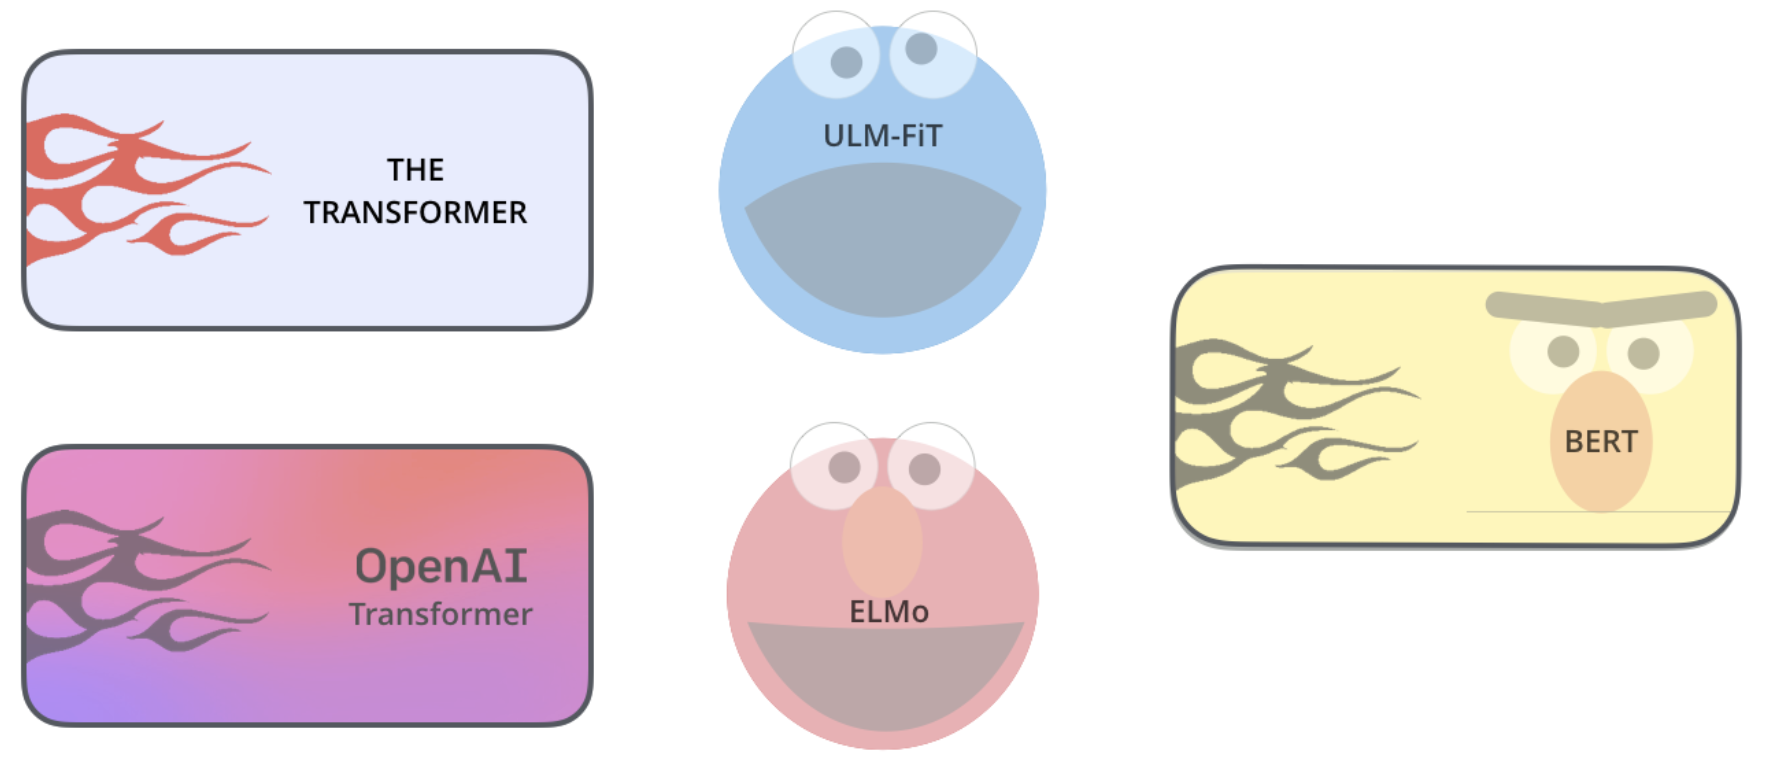 THE
TRANSFORMER
ULM-FiT
OpenAI
Transformer
ELMo
BERT